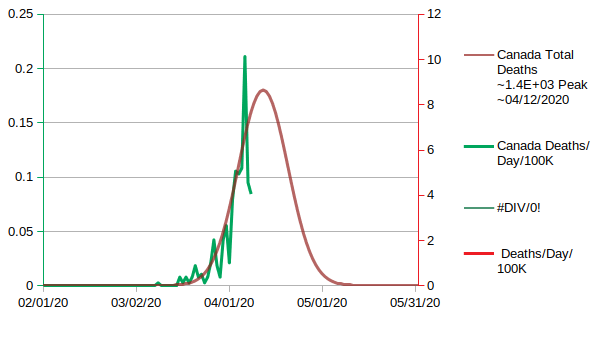 0.25
0.2
0.15
0.1
0.05
0
12
10
8
6
4
2
0
02/01/20
03/02/20
04/01/20
05/01/20
05/31/20
Canada Total
Deaths
~1.4E+03 Peak
~04/12/2020
Canada Deaths/
Day/100K
#DIV/0!
Deaths/Day/
100K